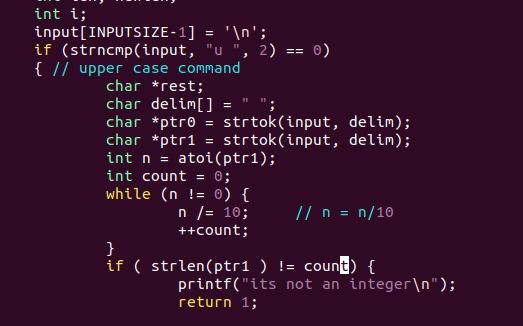 int i;
input[INPUTSIZE-1] = '\n';
if (strncmp(input, "u ", 2) == 0)
{ // upper case command
char *rest;
char delim[] = " ";
char *ptr0 = strtok(input, delim);
char *ptr1 = strtok(input, delim);
int n = atoi(ptr1);
int count = 0;
while (n != 0) {
n /= 10; // n = n/10
++count;
}
if ( strlen(ptr1 ) != count) {
printf("its not an integer\n");
return 1;